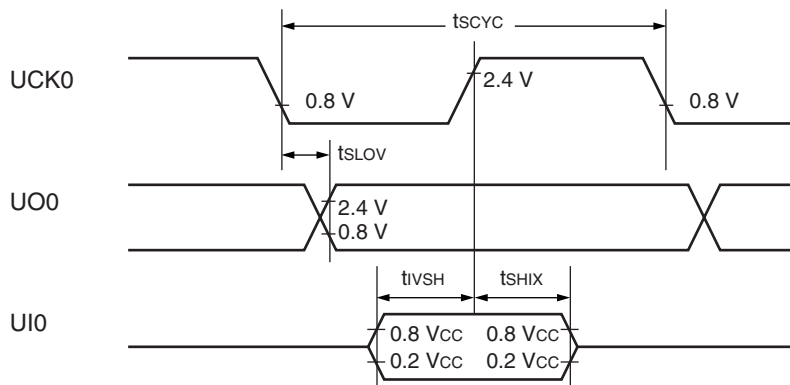 tSCYC
UCK0
2.4 V
0.8 V 0.8 V
tSLOV
UO0
2.4 V
0.8 V
tIVSH tSHIX
UI0
0.8 VCC 0.8 VCC
0.2 VCC 0.2 VCC